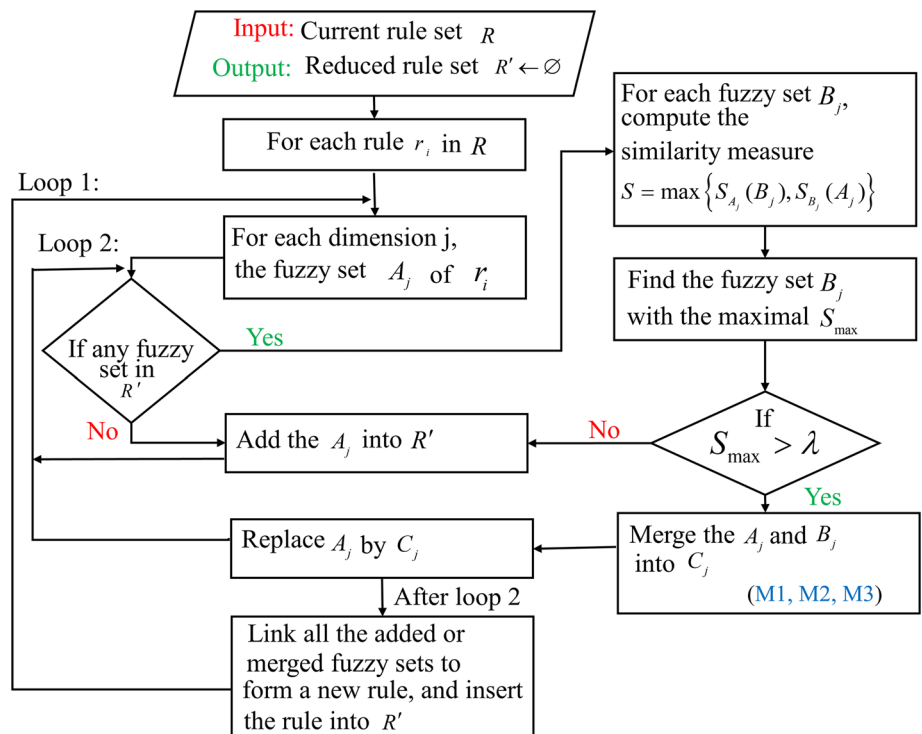 Input: Current rule set R
Output: Reduced rule set R′ ← ∅
For each rule r_i in R
Loop 1:
For each dimension j,
the fuzzy set A_j of r_i
Loop 2:
If any fuzzy
set in
R′
Yes
No
Add the A_j into R′
For each fuzzy set B_j,
compute the
similarity measure
S = max{S_{A_j}(B_j), S_{B_j}(A_j)}
Find the fuzzy set B_j
with the maximal S_max
If
S_max > λ
No
Yes
Merge the A_j and B_j
into C_j
(M1, M2, M3)
Replace A_j by C_j
After loop 2
Link all the added or
merged fuzzy sets to
form a new rule, and insert
the rule into R′